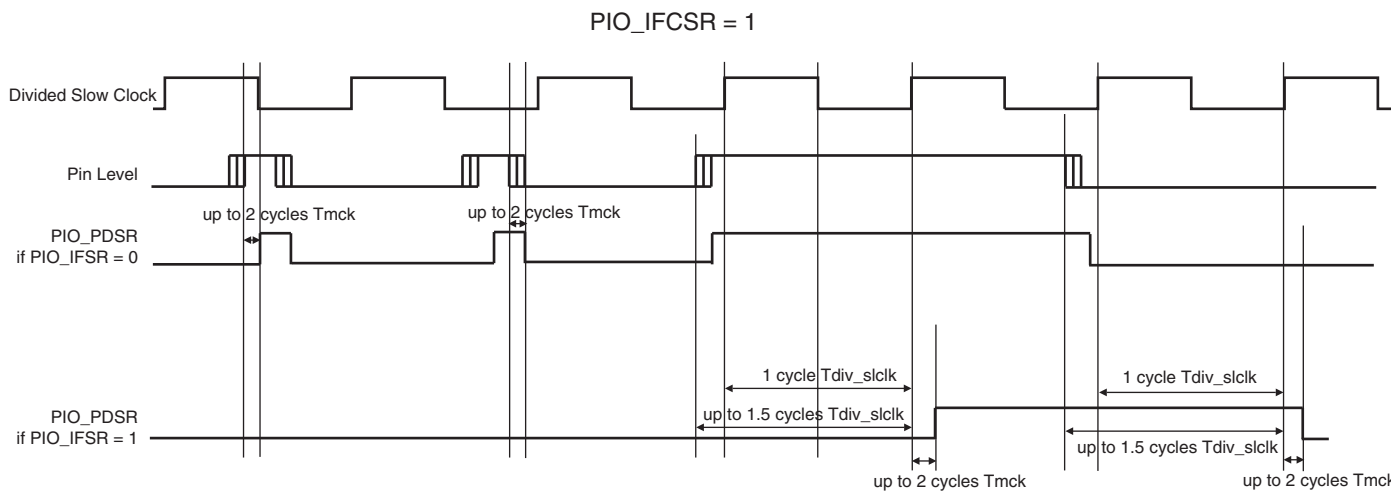 PIO_IFCSR = 1
Divided Slow Clock
Pin Level
up to 2 cycles Tmck
up to 2 cycles Tmck
PIO_PDSR
if PIO_IFSR = 0
1 cycle Tdiv_slclk
1 cycle Tdiv_slclk
PIO_PDSR
if PIO_IFSR = 1
up to 1.5 cycles Tdiv_slclk
up to 1.5 cycles Tdiv_slclk
up to 2 cycles Tmck
up to 2 cycles Tmck